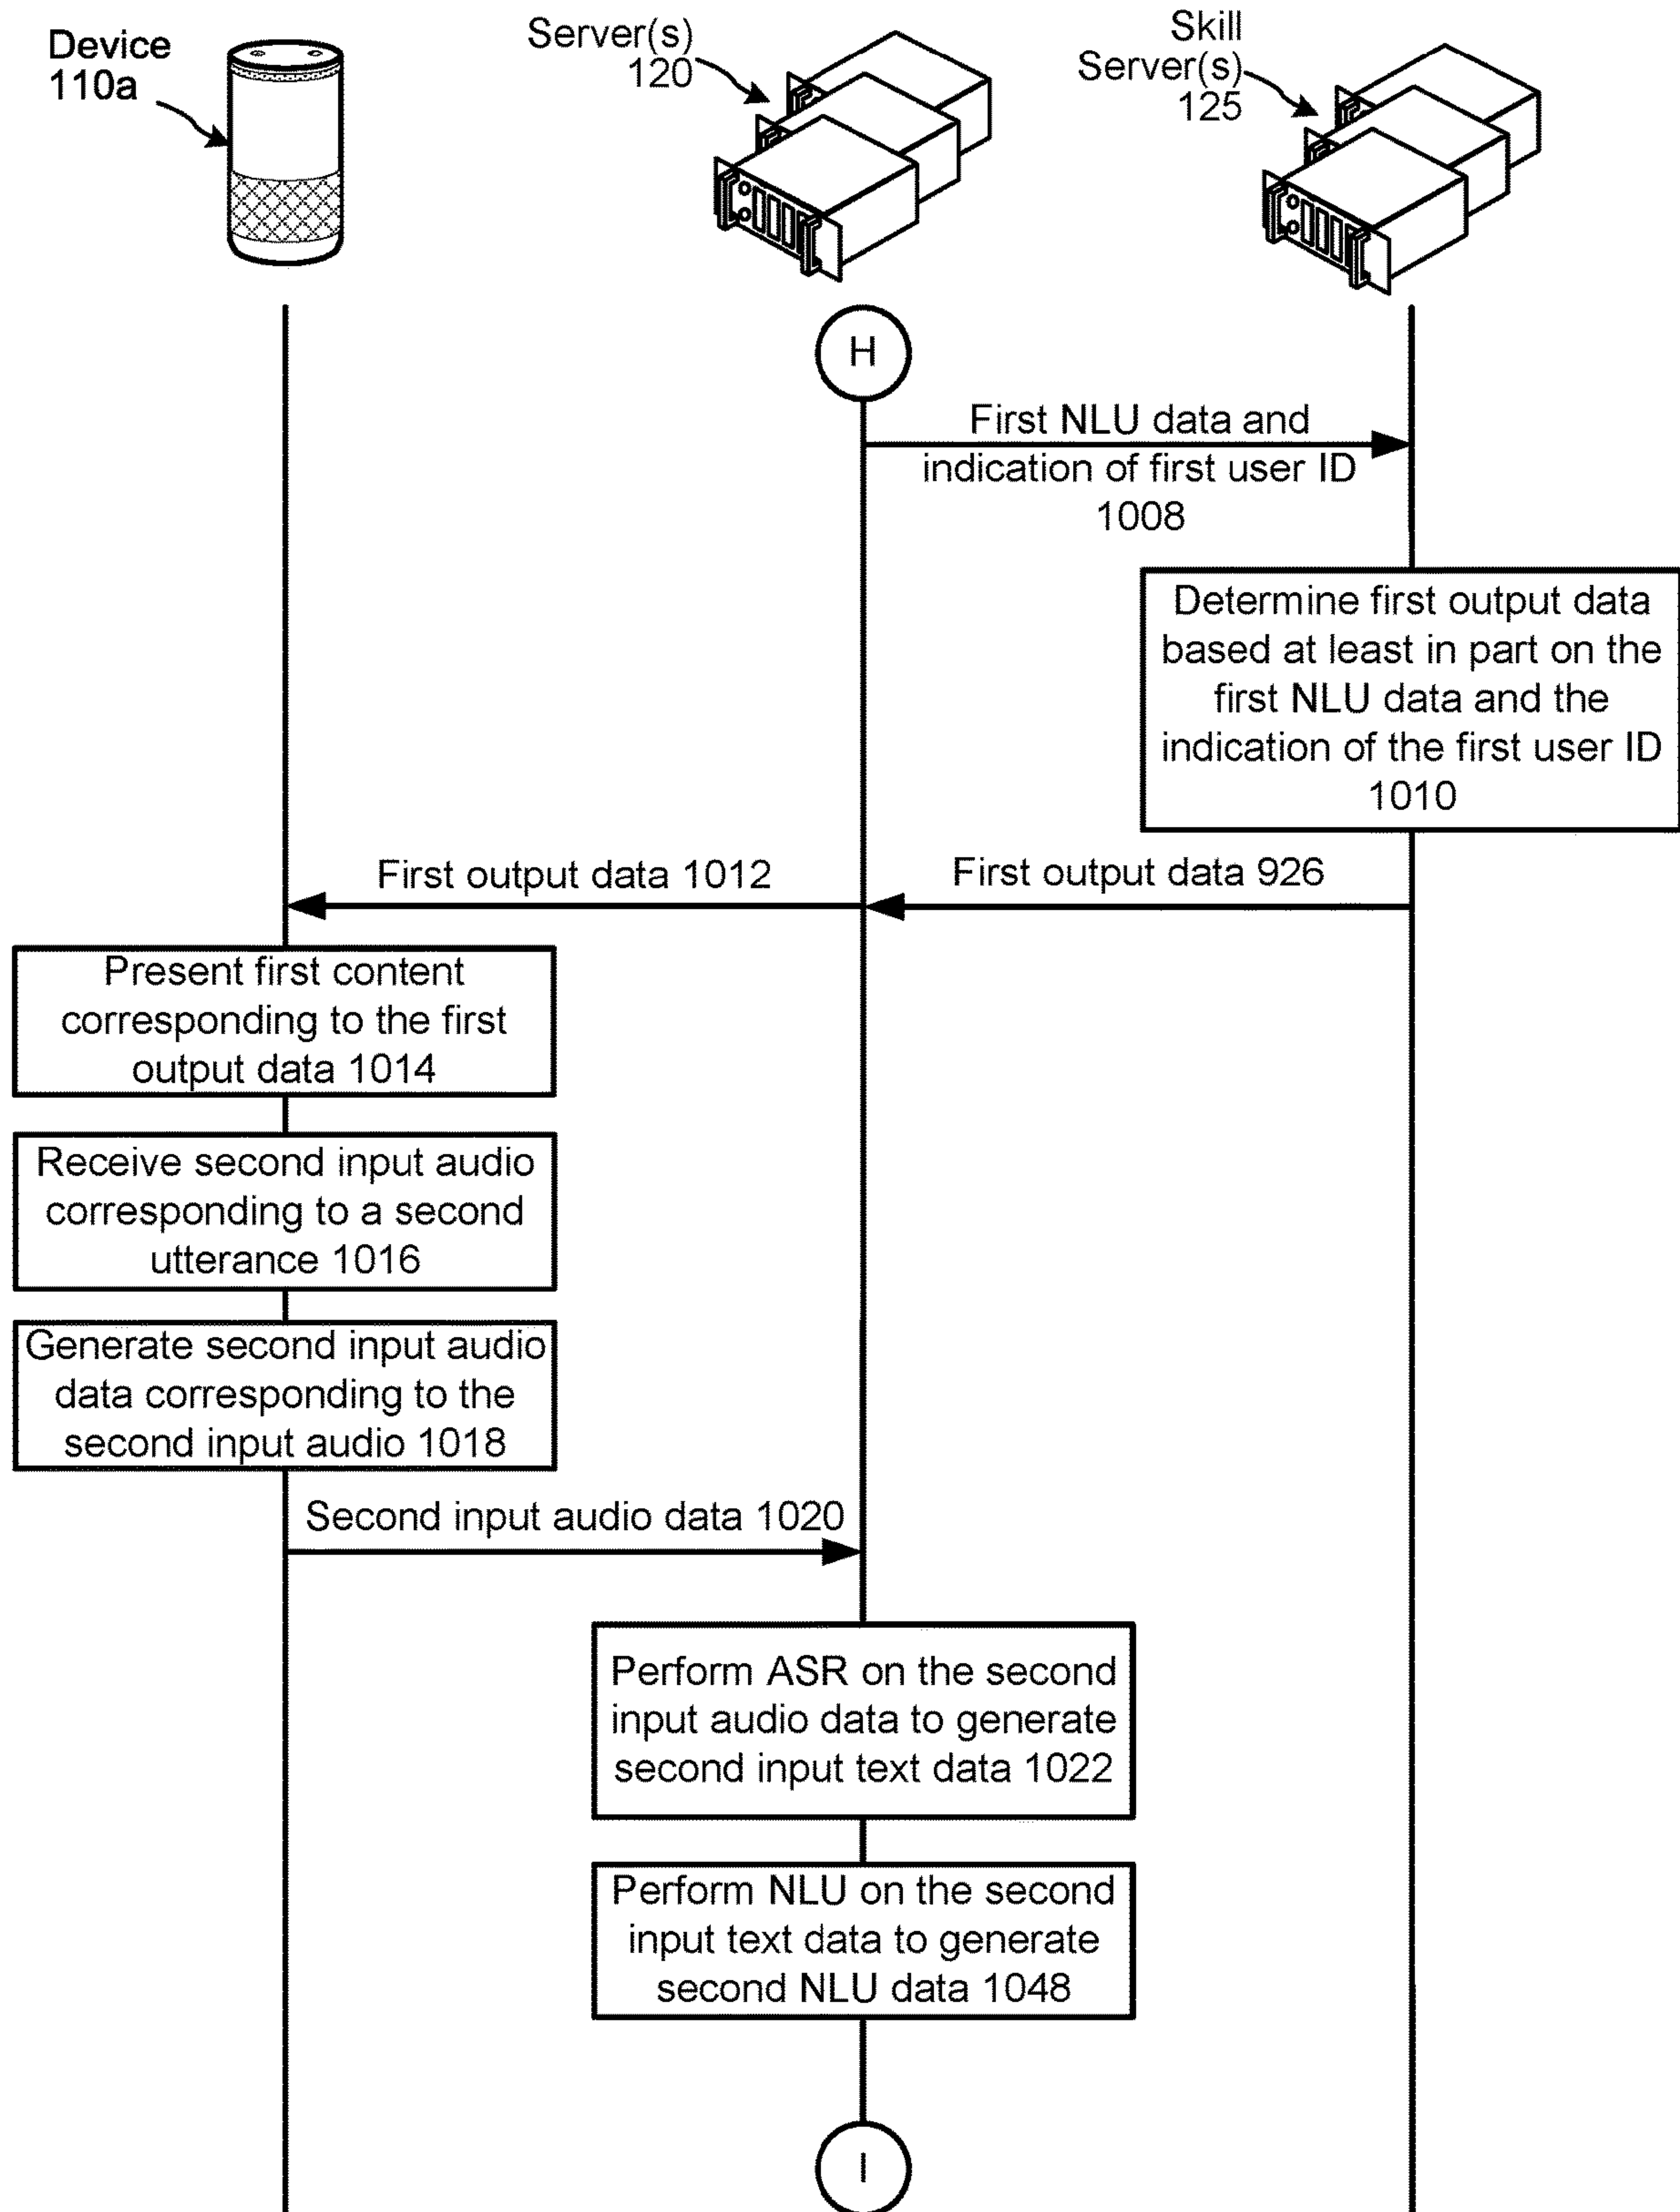 Device
110a
Server(s)
120
Skill
Server(s)
125
H
First NLU data and
indication of first user ID
1008
Determine first output data
based at least in part on the
first NLU data and the
indication of the first user ID
1010
First output data 1012
First output data 926
Present first content
corresponding to the first
output data 1014
Receive second input audio
corresponding to a second
utterance 1016
Generate second input audio
data corresponding to the
second input audio 1018
Second input audio data 1020
Perform ASR on the second
input audio data to generate
second input text data 1022
Perform NLU on the second
input text data to generate
second NLU data 1048
I